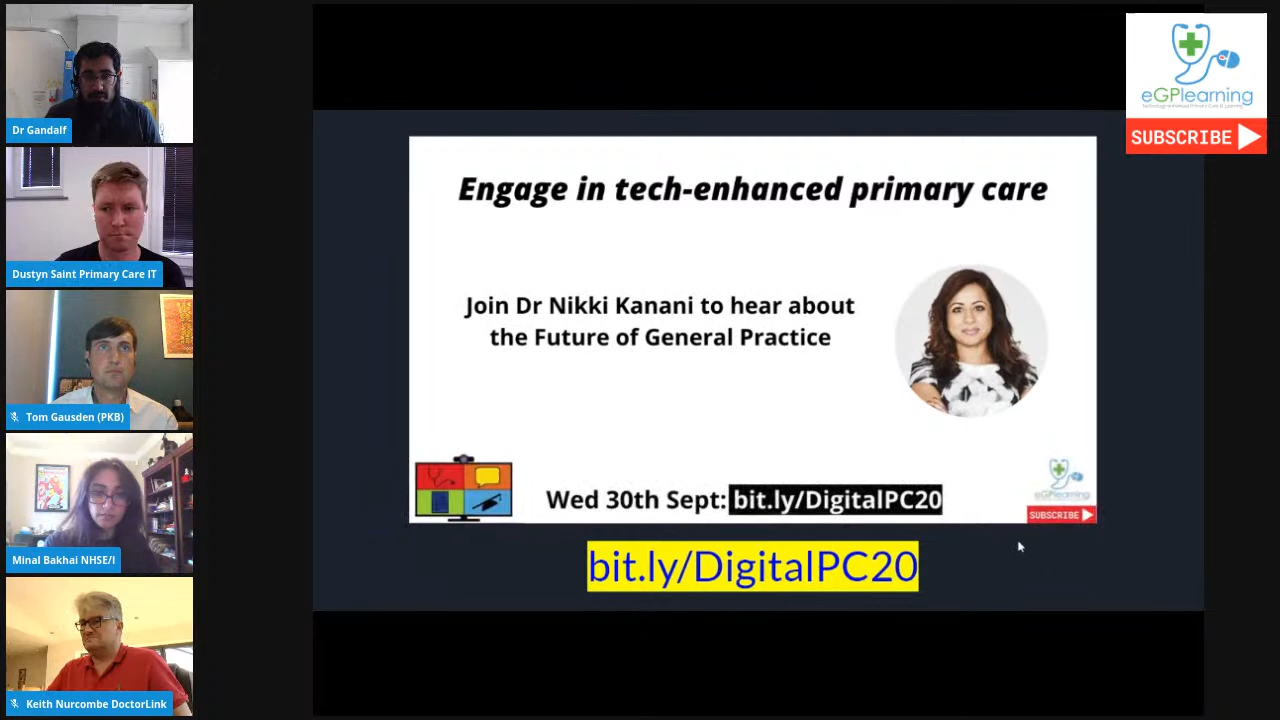 Dr Gandalf
Dustyn Saint Primary Care IT
Tom Gausden (PKB)
Minal Bakhai NHSE/I
Keith Nurcombe DoctorLink
Engage in tech-enhanced primary care
Join Dr Nikki Kanani to hear about
the Future of General Practice
Wed 30th Sept: bit.ly/DigitalPC20
eGPlearning
SUBSCRIBE
bit.ly/DigitalPC20
eGPlearning
SUBSCRIBE